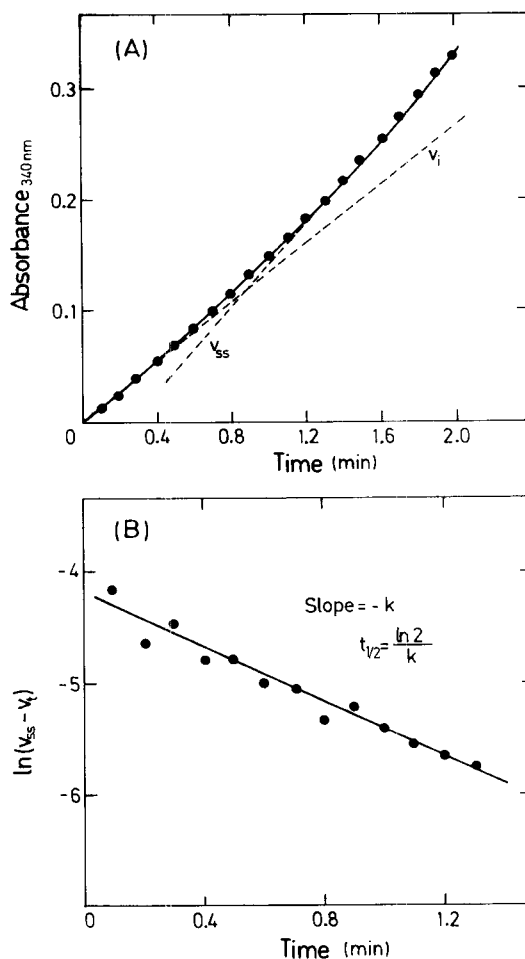 (A)
0.3
0.2
0.1
0
0.4
0.8
1.2
1.6
2.0
Absorbance 340 nm
Time (min)
v_i
v_ss
(B)
-4
-5
-6
0
0.4
0.8
1.2
ln(v_ss – v_t)
Time (min)
Slope = -k
t_1/2 = ln 2 / k